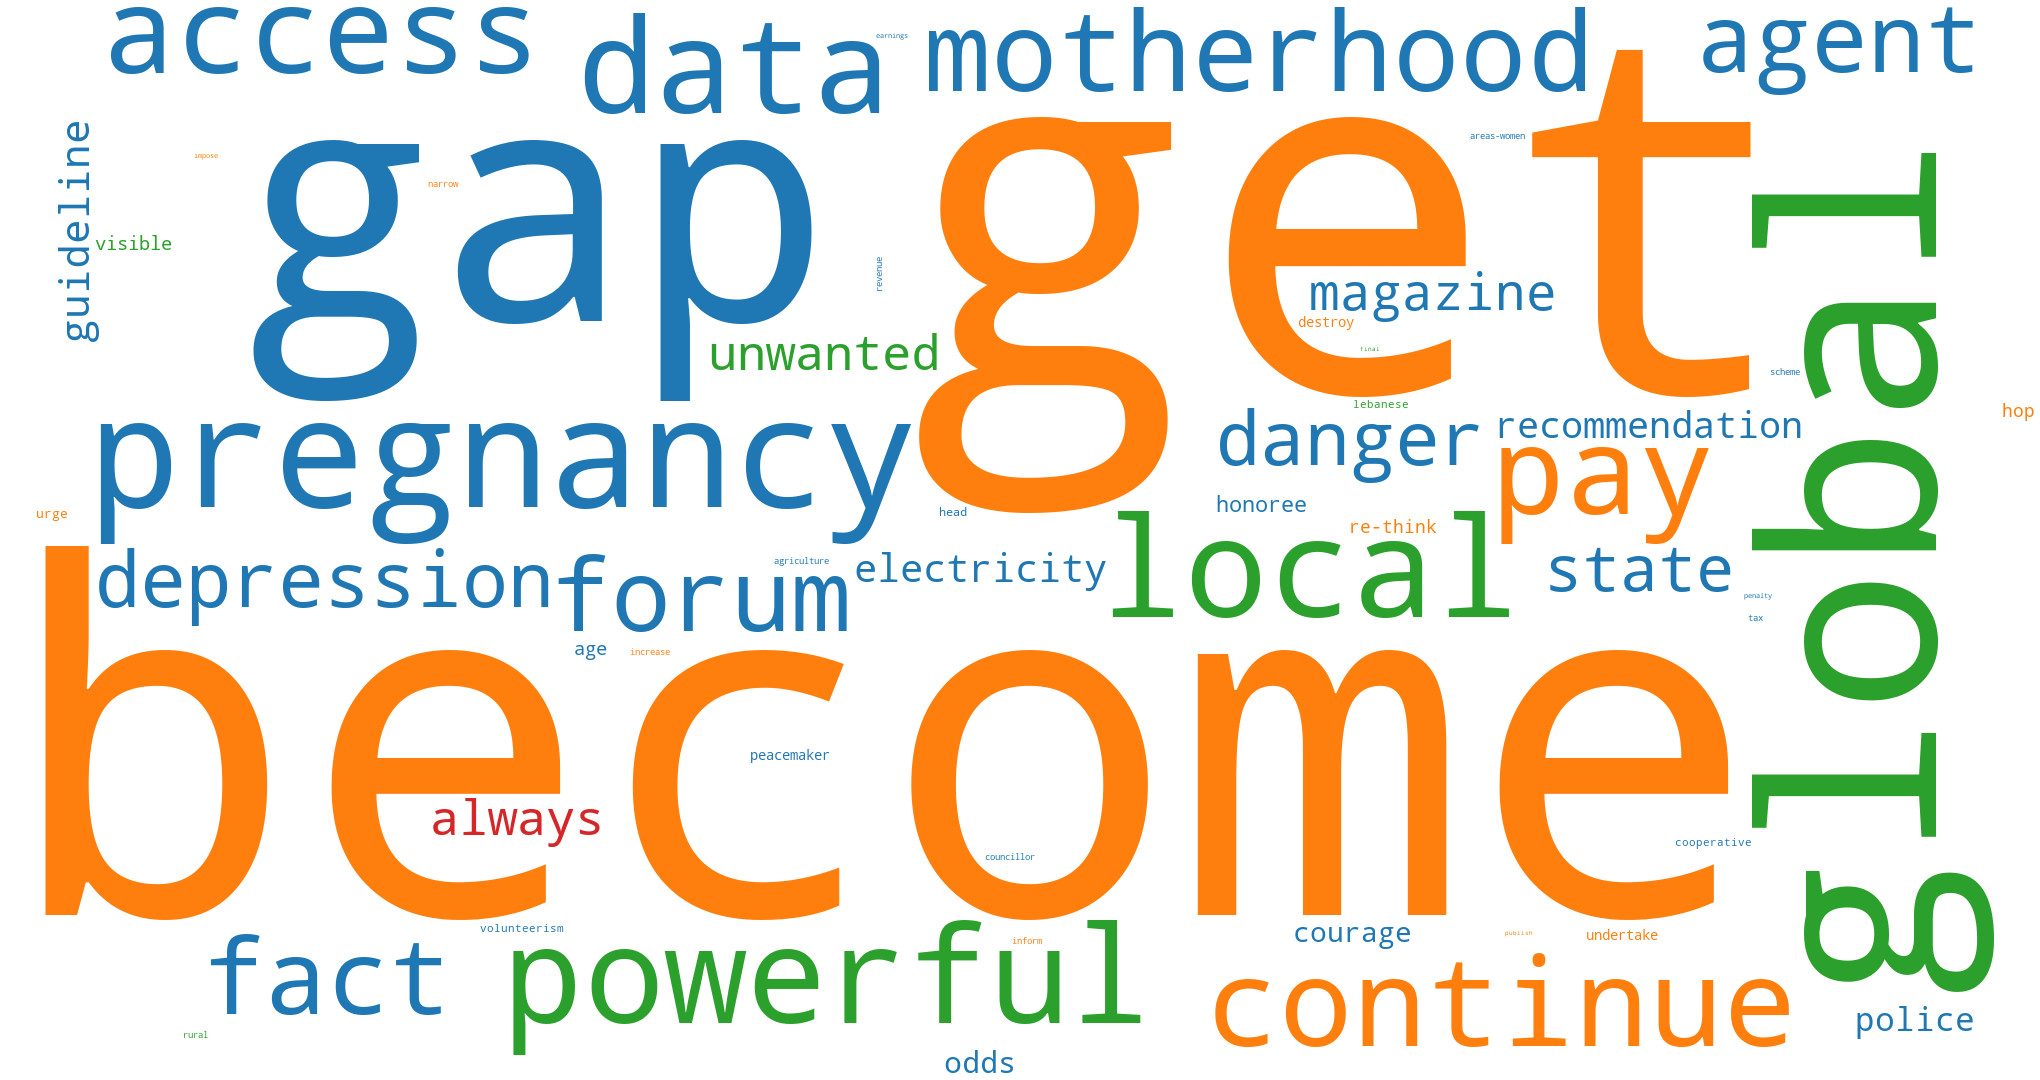 access
data
earnings
motherhood
agent
guideline
impose
narrow
gap
get
areas-women
visible
revenue
magazine
destroy
final
unwanted
scheme
global
lebanese
hop
pregnancy
danger
recommendation
pay
urge
head
honoree
re-think
depression
forum
agriculture
electricity
local
state
penalty
tax
age
increase
become
peacemaker
always
councillor
cooperative
volunteerism
inform
courage
publish
undertake
fact
powerful
continue
police
rural
odds